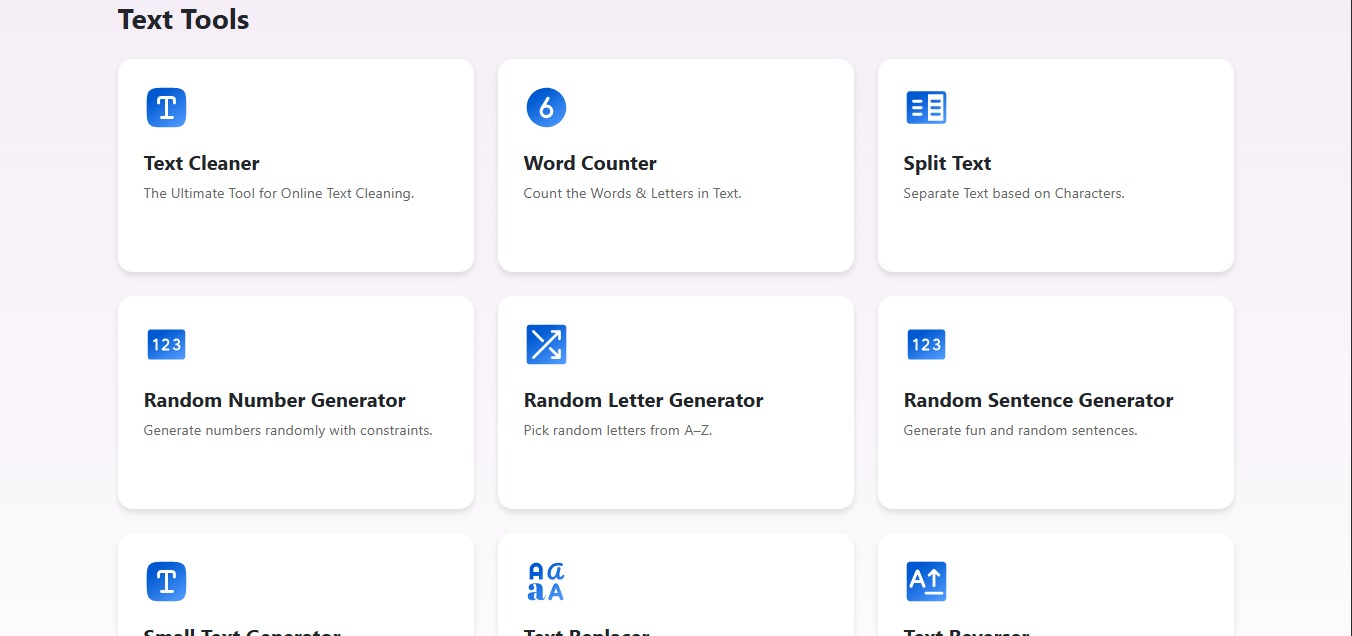 Text Tools
Text Cleaner
The Ultimate Tool for Online Text Cleaning.
Word Counter
Count the Words & Letters in Text.
Split Text
Separate Text based on Characters.
123
Random Number Generator
Generate numbers randomly with constraints.
Random Letter Generator
Pick random letters from A–Z.
123
Random Sentence Generator
Generate fun and random sentences.
Small Text Generator
Text Replacer
Text Reverser